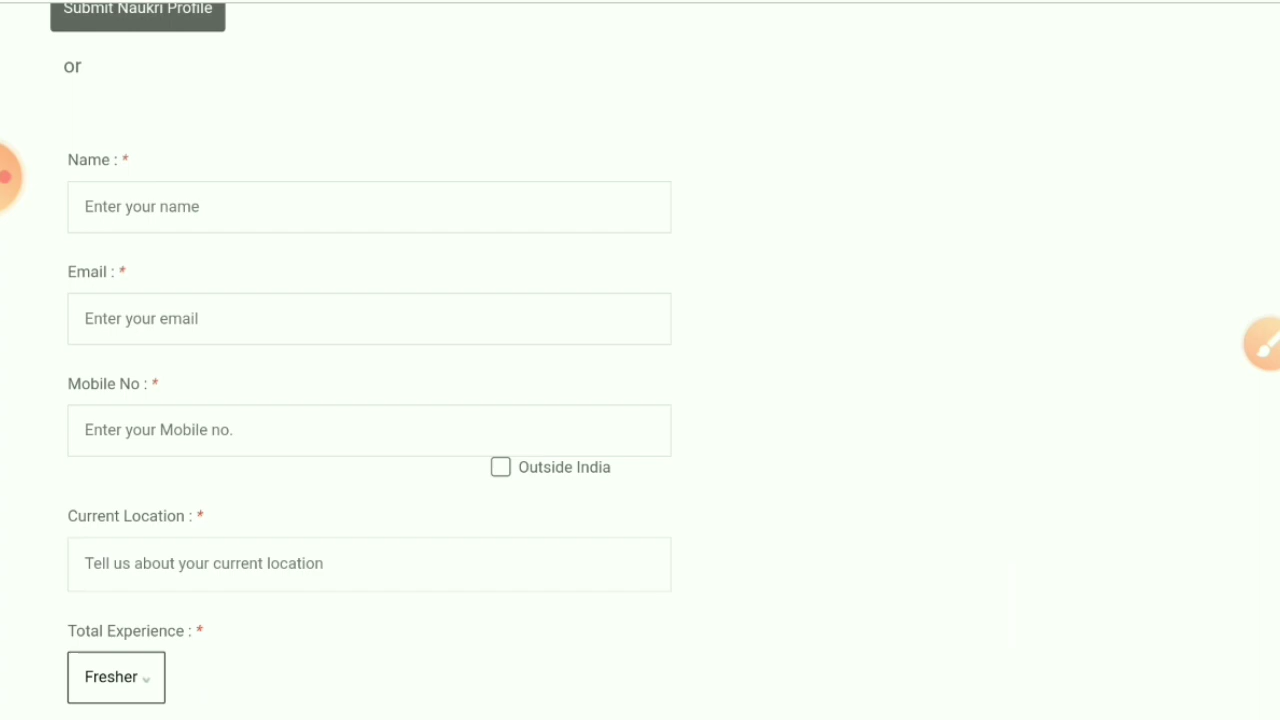 Submit Naukri Profile
or
Name : *
Enter your name
Email : *
Enter your email
Mobile No : *
Enter your Mobile no.
Outside India
Current Location : *
Tell us about your current location
Total Experience : *
Fresher